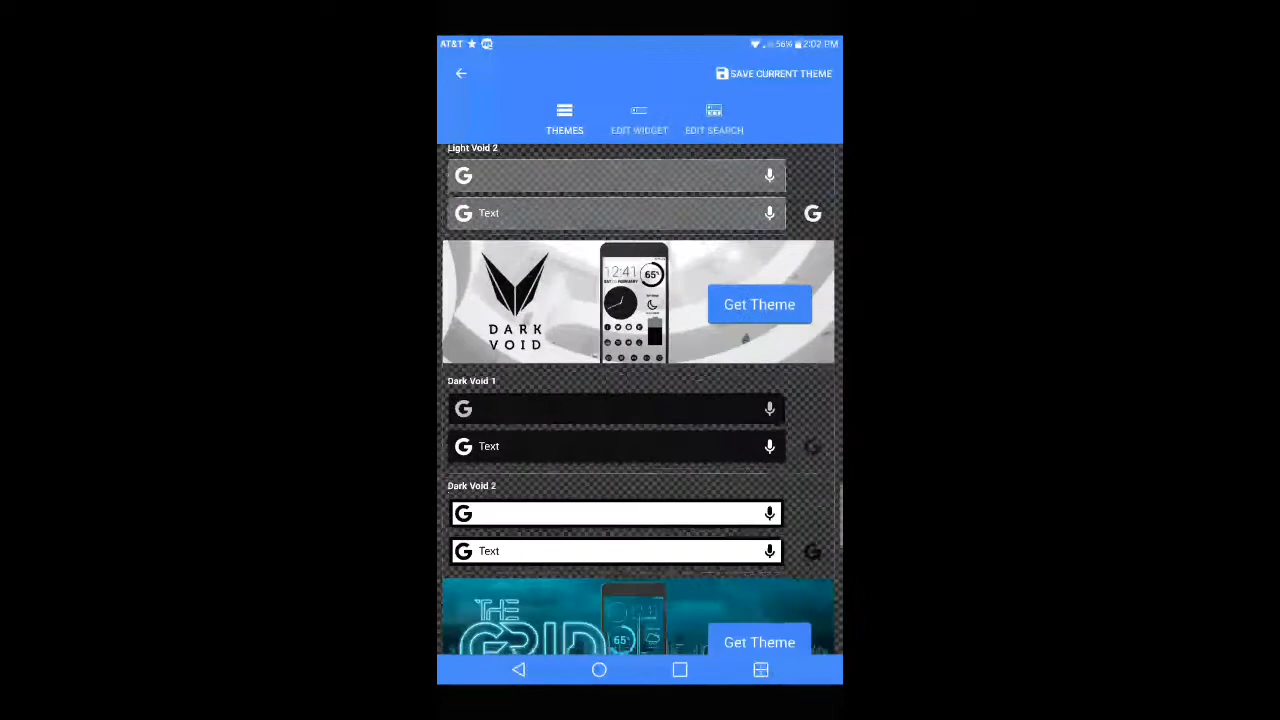 AT&T 56% 2:02 PM
SAVE CURRENT THEME
THEMES EDIT WIDGET EDIT SEARCH
Light Void 2
G
G Text G
12:41
65%
DARK
VOID
Get Theme
Dark Void 1
G
G Text G
Dark Void 2
G
G Text G
THE
GRID
65%
Get Theme